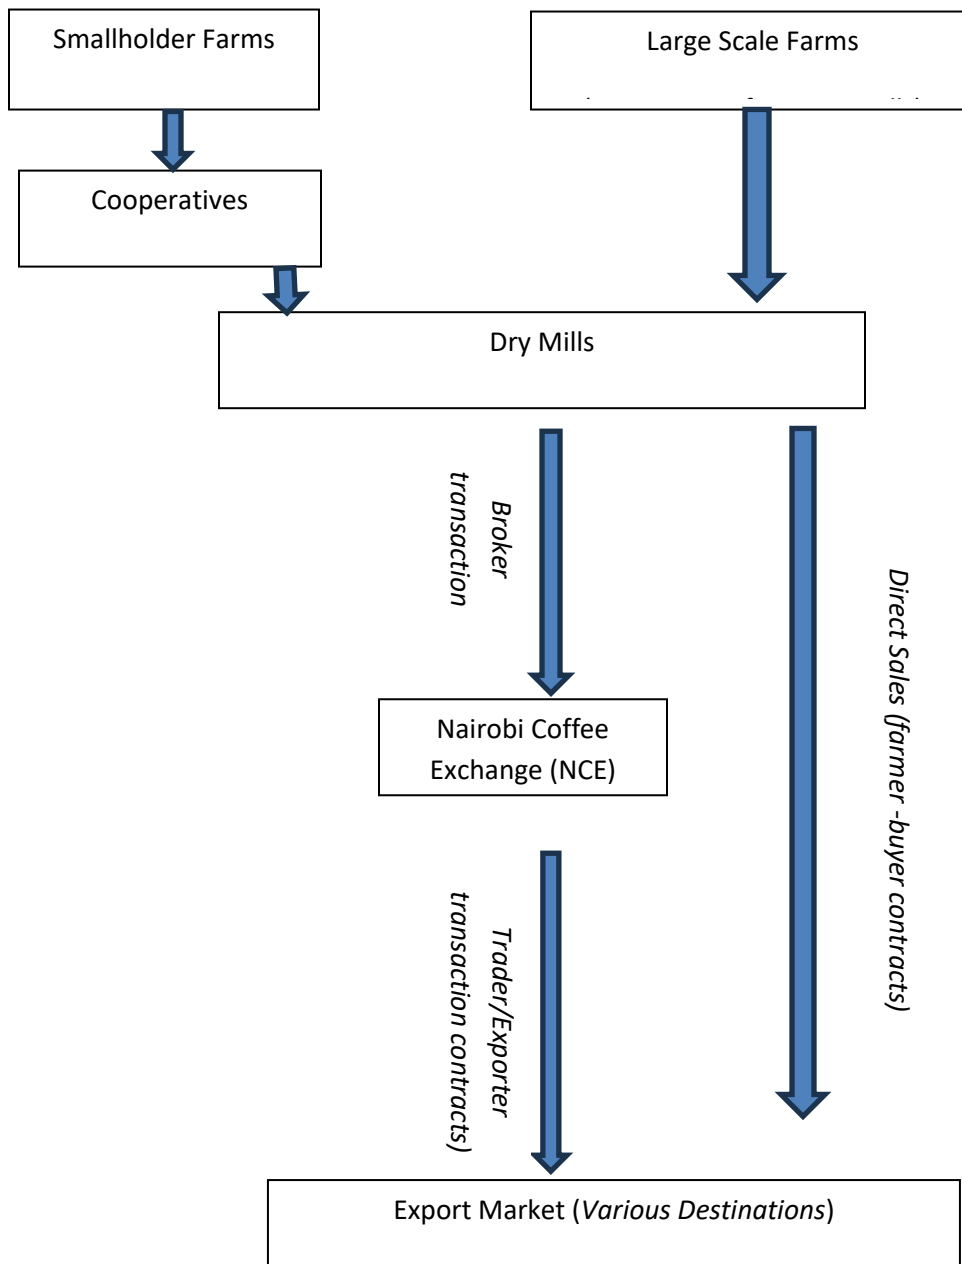 Smallholder Farms
Large Scale Farms
Cooperatives
Dry Mills
Broker
transaction
Direct Sales (farmer -buyer contracts)
Nairobi Coffee
Exchange (NCE)
Trader/Exporter
transaction contracts)
Export Market (Various Destinations)